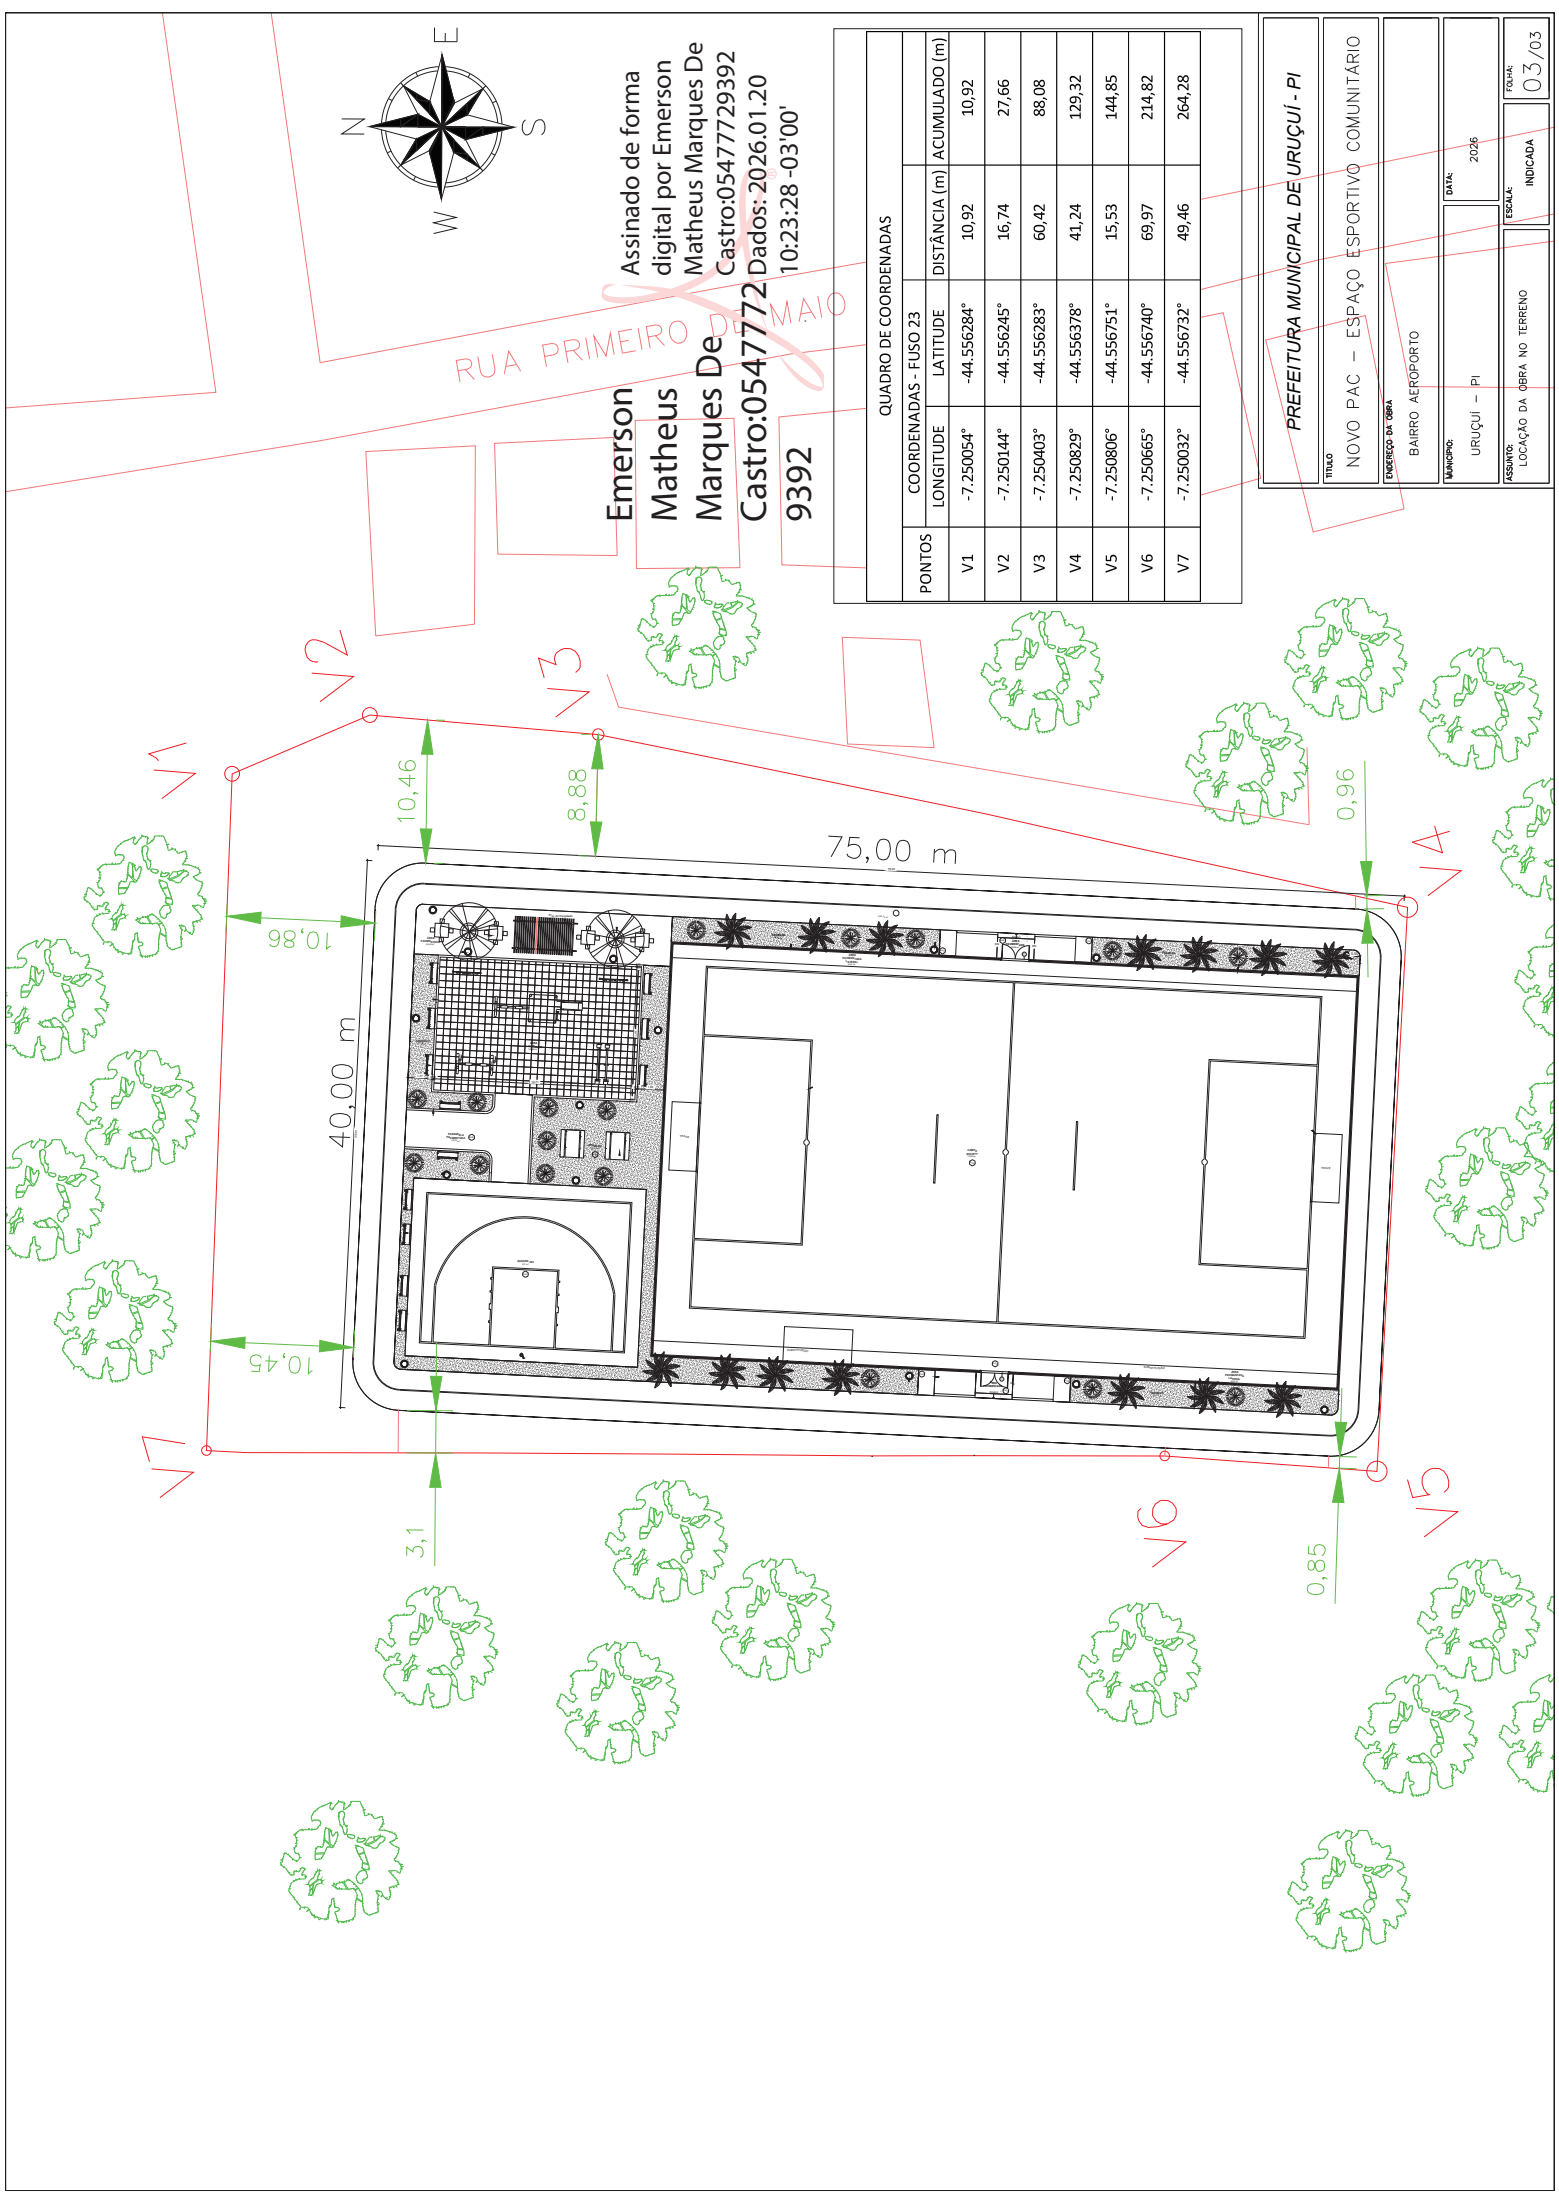 N
E
S
W
Emerson
Matheus
Marques De
Castro:0547772
9392
Assinado de forma
digital por Emerson
Matheus Marques De
Castro:05477729392
Dados: 2026.01.20
10:23:28 -03'00'
RUA PRIMEIRO DE MAIO
V1
V2
V3
V4
V5
V6
V7
10,46
8,88
10,86
10,45
3,1
0,96
0,85
40,00 m
75,00 m
QUADRO DE COORDENADAS
PONTOS COORDENADAS - FUSO 23 DISTÂNCIA (m) ACUMULADO (m)
LONGITUDE LATITUDE
V1 -7.250054° -44.556284° 10,92 10,92
V2 -7.250144° -44.556245° 16,74 27,66
V3 -7.250403° -44.556283° 60,42 88,08
V4 -7.250829° -44.556378° 41,24 129,32
V5 -7.250806° -44.556751° 15,53 144,85
V6 -7.250665° -44.556740° 69,97 214,82
V7 -7.250032° -44.556732° 49,46 264,28
PREFEITURA MUNICIPAL DE URUÇUÍ - PI
TITULO
NOVO PAC – ESPAÇO ESPORTIVO COMUNITÁRIO
ENDEREÇO DA OBRA
BAIRRO AEROPORTO
MUNICIPIO:
URUÇUÍ – PI
DATA:
2026
ASSUNTO:
LOCAÇÃO DA OBRA NO TERRENO
ESCALA:
INDICADA
FOLHA:
03/03